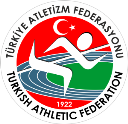 TÜRKİYE ATLETİZM FEDERASYONU
1922
TURKISH ATHLETIC FEDERATION